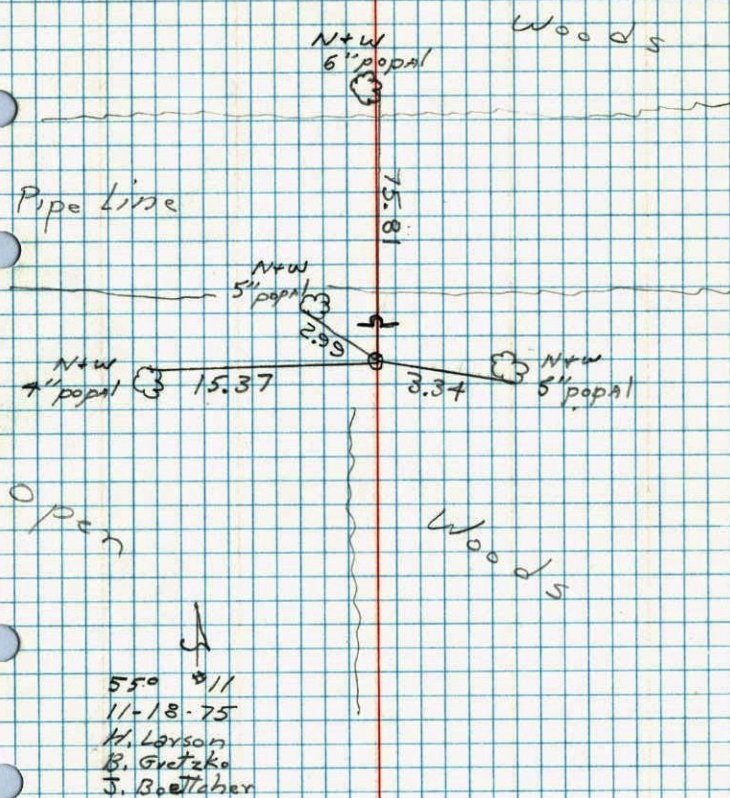 Woods
N+W
6" popAl
75.81
Pipe Line
N+W
5" popAl
2.99
N+W
4" popAl
15.37
3.34
N+W
5" popAl
Open
Woods
55° #11
11-18-75
H. Larson
B. Gretzko
J. Boettcher